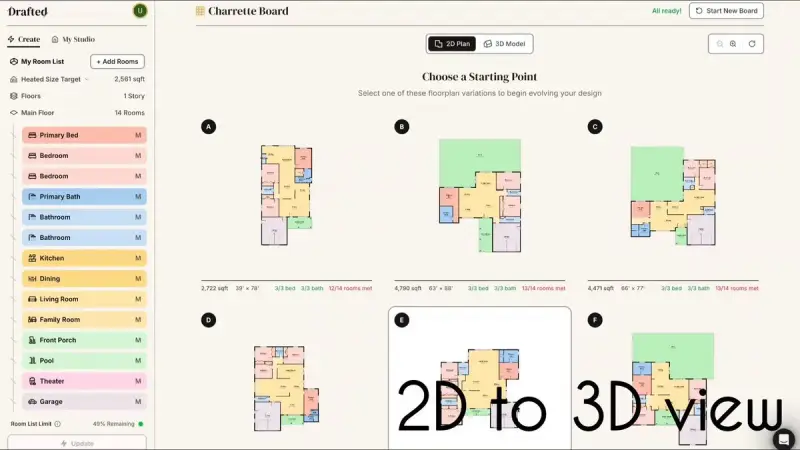 Drafted
U
Charrette Board
All ready!
Start New Board
Create
My Studio
2D Plan
3D Model
My Room List
+ Add Rooms
Heated Size Target
2,561 sqft
Floors
1 Story
Main Floor
14 Rooms
Choose a Starting Point
Select one of these floorplan variations to begin evolving your design
Primary Bed M
Bedroom M
Bedroom M
Primary Bath M
Bathroom M
Bathroom M
Kitchen M
Dining M
Living Room M
Family Room M
Front Porch M
Pool M
Theater M
Garage M
Room List Limit
46% Remaining
Update
A
B
C
2,722 sqft 39' × 78' 3/3 bed 3/3 bath 12/14 rooms met
4,790 sqft 63' × 88' 3/3 bed 3/3 bath 13/14 rooms met
4,471 sqft 66' × 77' 3/3 bed 3/3 bath 13/14 rooms met
D
E
F
2D to 3D view